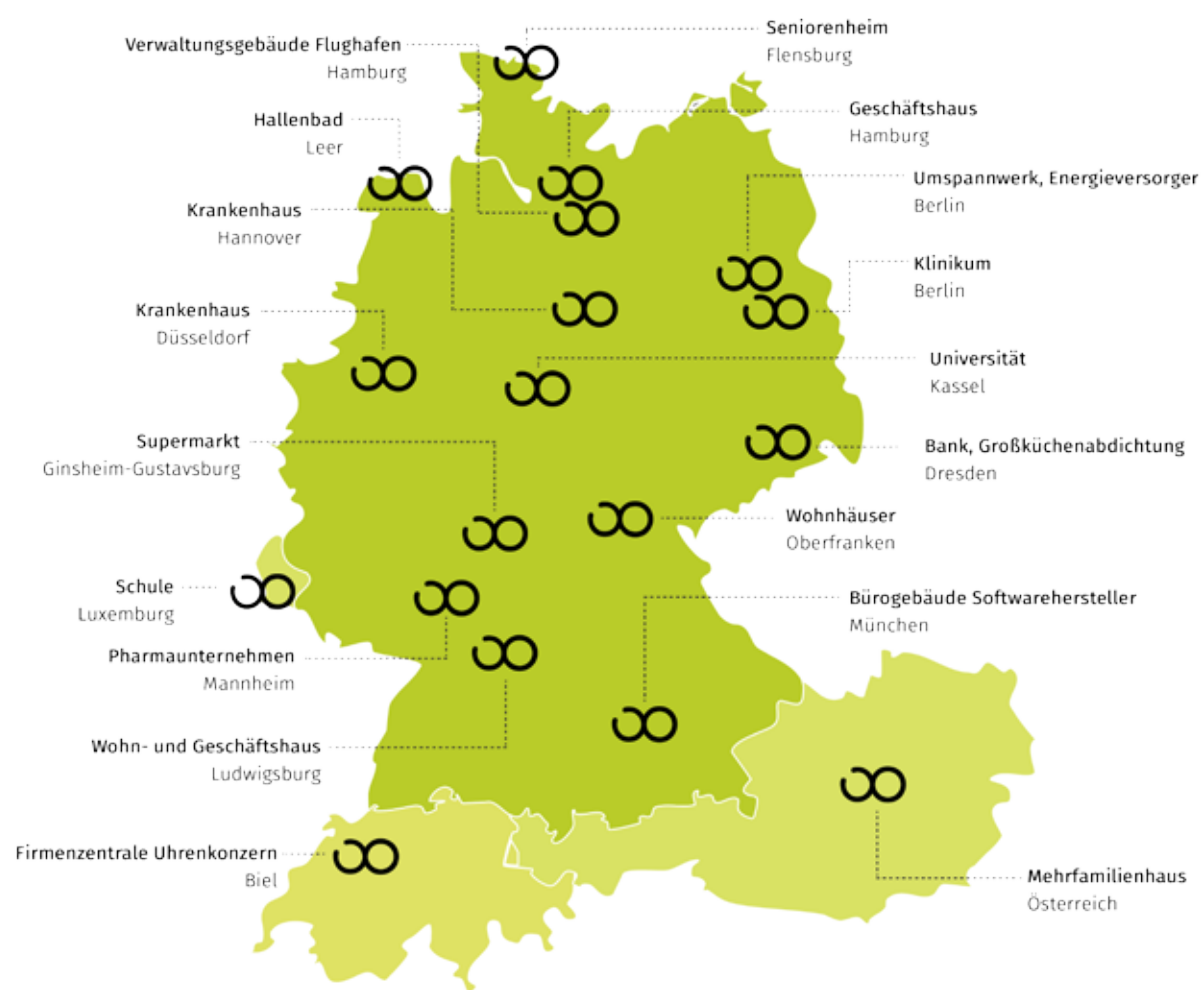 Seniorenheim
Flensburg
Verwaltungsgebäude Flughafen
Hamburg
Geschäftshaus
Hamburg
Hallenbad
Leer
Umspannwerk, Energieversorger
Berlin
Krankenhaus
Hannover
Klinikum
Berlin
Krankenhaus
Düsseldorf
Universität
Kassel
Supermarkt
Ginsheim-Gustavsburg
Bank, Großküchenabdichtung
Dresden
Wohnhäuser
Oberfranken
Schule
Luxemburg
Bürogebäude Softwarehersteller
München
Pharmaunternehmen
Mannheim
Wohn- und Geschäftshaus
Ludwigsburg
Firmenzentrale Uhrenkonzern
Biel
Mehrfamilienhaus
Österreich